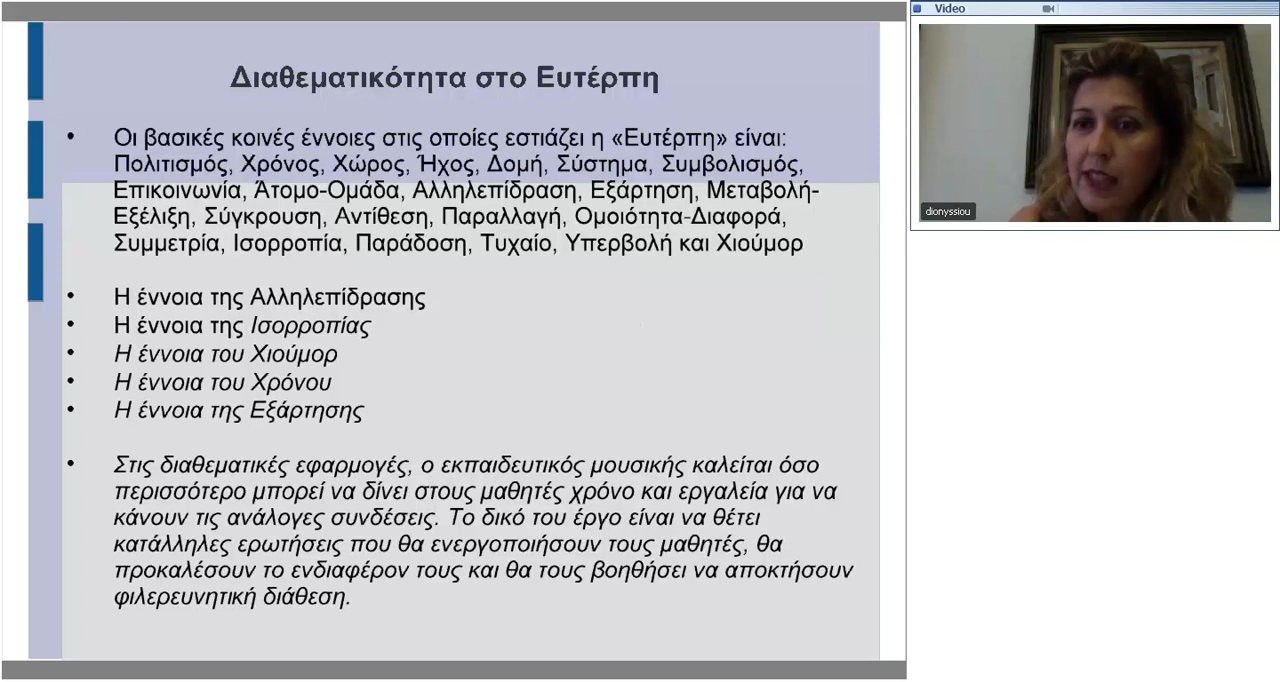 Διαθεματικότητα στο Ευτέρπη
• Οι βασικές κοινές έννοιες στις οποίες εστιάζει η «Ευτέρπη» είναι:
Πολιτισμός, Χρόνος, Χώρος, Ήχος, Δομή, Σύστημα, Συμβολισμός,
Επικοινωνία, Άτομο-Ομάδα, Αλληλεπίδραση, Εξάρτηση, Μεταβολή-
Εξέλιξη, Σύγκρουση, Αντίθεση, Παραλλαγή, Ομοιότητα-Διαφορά,
Συμμετρία, Ισορροπία, Παράδοση, Τυχαίο, Υπερβολή και Χιούμορ
• Η έννοια της Αλληλεπίδρασης
• Η έννοια της Ισορροπίας
• Η έννοια του Χιούμορ
• Η έννοια του Χρόνου
• Η έννοια της Εξάρτησης
• Στις διαθεματικές εφαρμογές, ο εκπαιδευτικός μουσικής καλείται όσο
περισσότερο μπορεί να δίνει στους μαθητές χρόνο και εργαλεία για να
κάνουν τις ανάλογες συνδέσεις. Το δικό του έργο είναι να θέτει
κατάλληλες ερωτήσεις που θα ενεργοποιήσουν τους μαθητές, θα
προκαλέσουν το ενδιαφέρον τους και θα τους βοηθήσει να αποκτήσουν
φιλερευνητική διάθεση.
Video
dionyssiou